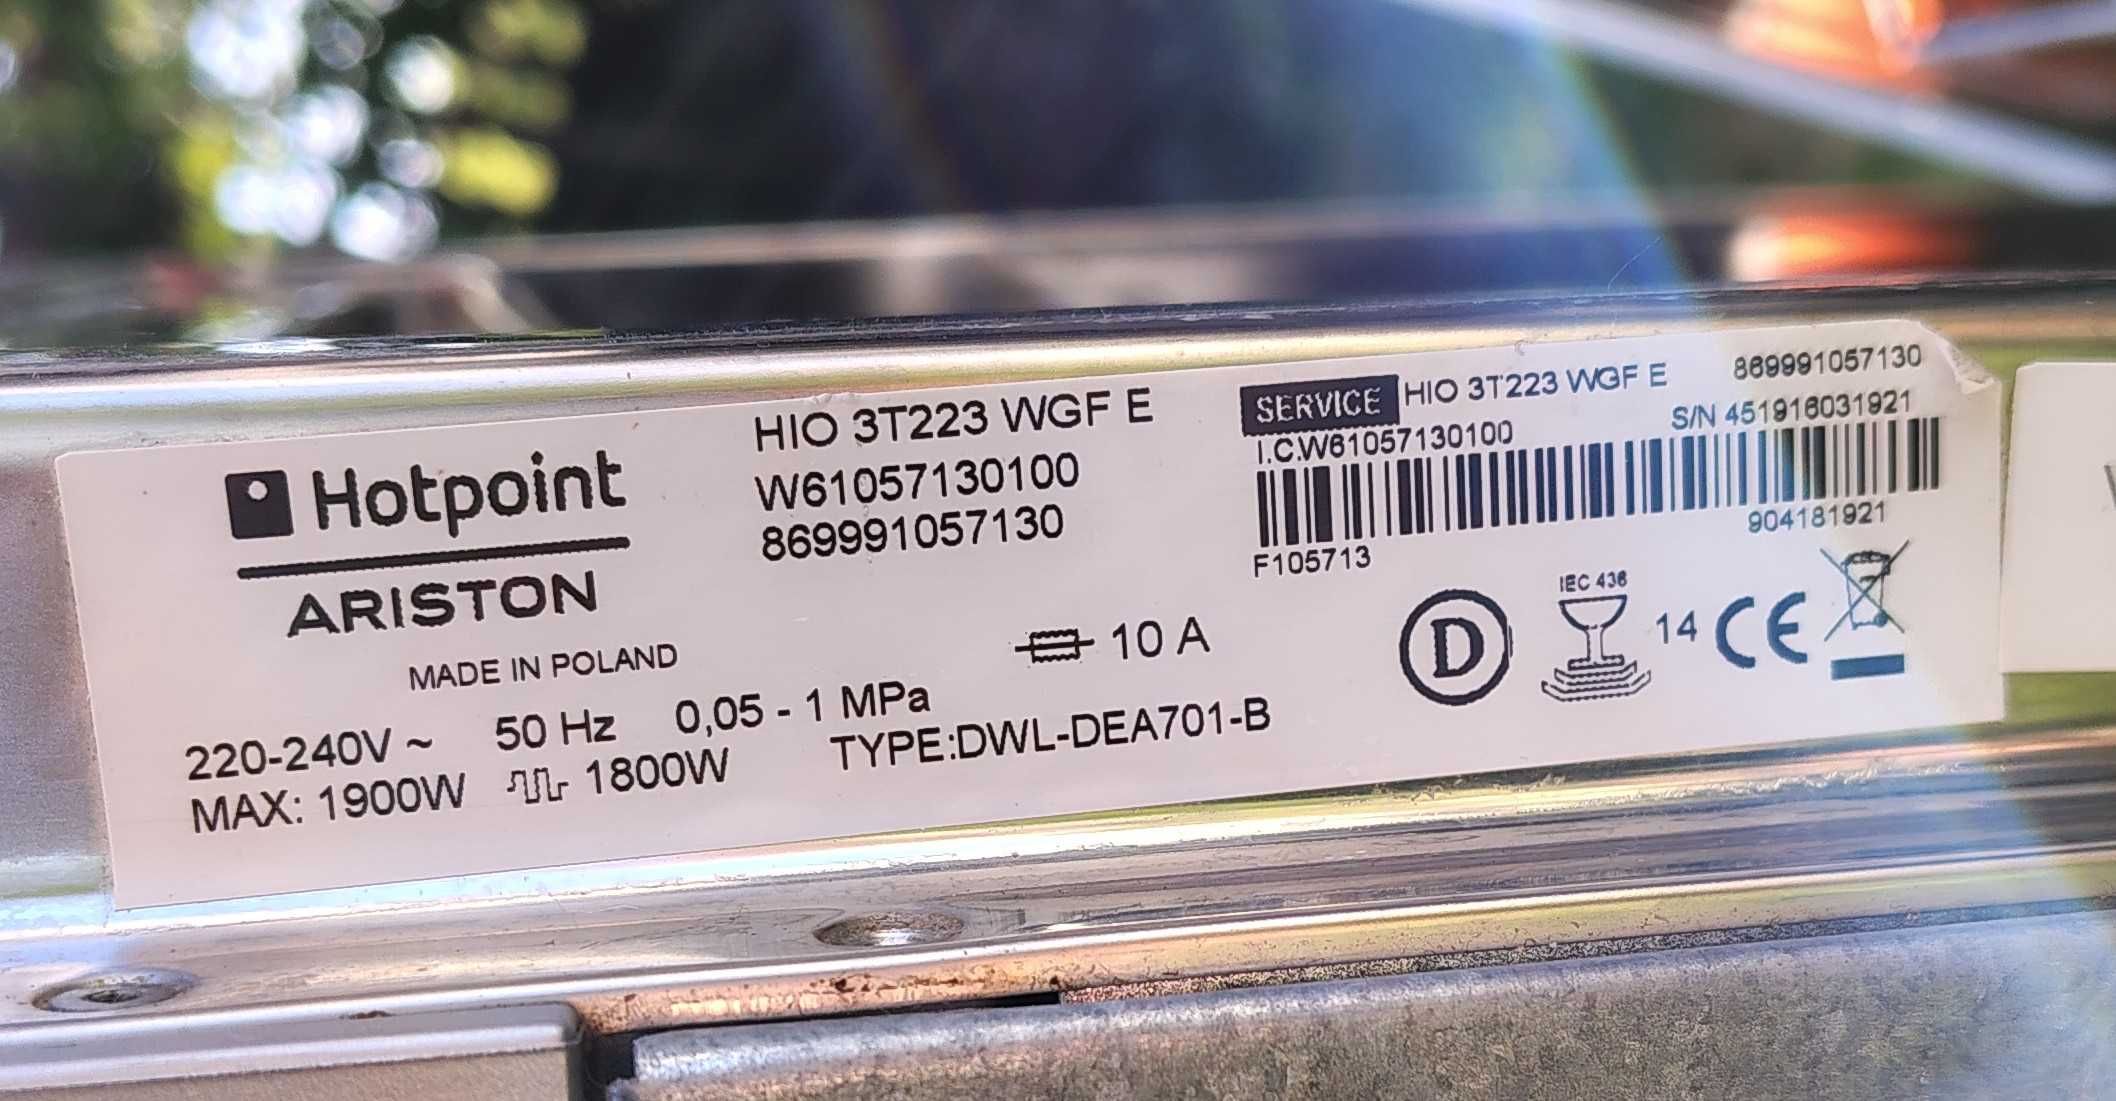 Hotpoint
ARISTON
MADE IN POLAND
HIO 3T223 WGF E
W61057130100
869991057130
10 A
220-240V ~ 50 Hz 0,05 - 1 MPa
MAX: 1900W 1800W TYPE:DWL-DEA701-B
SERVICE HIO 3T223 WGF E 869991057130
I.C.W61057130100 S/N 451916031921
F105713 904181921
D
IEC 436
14 CE